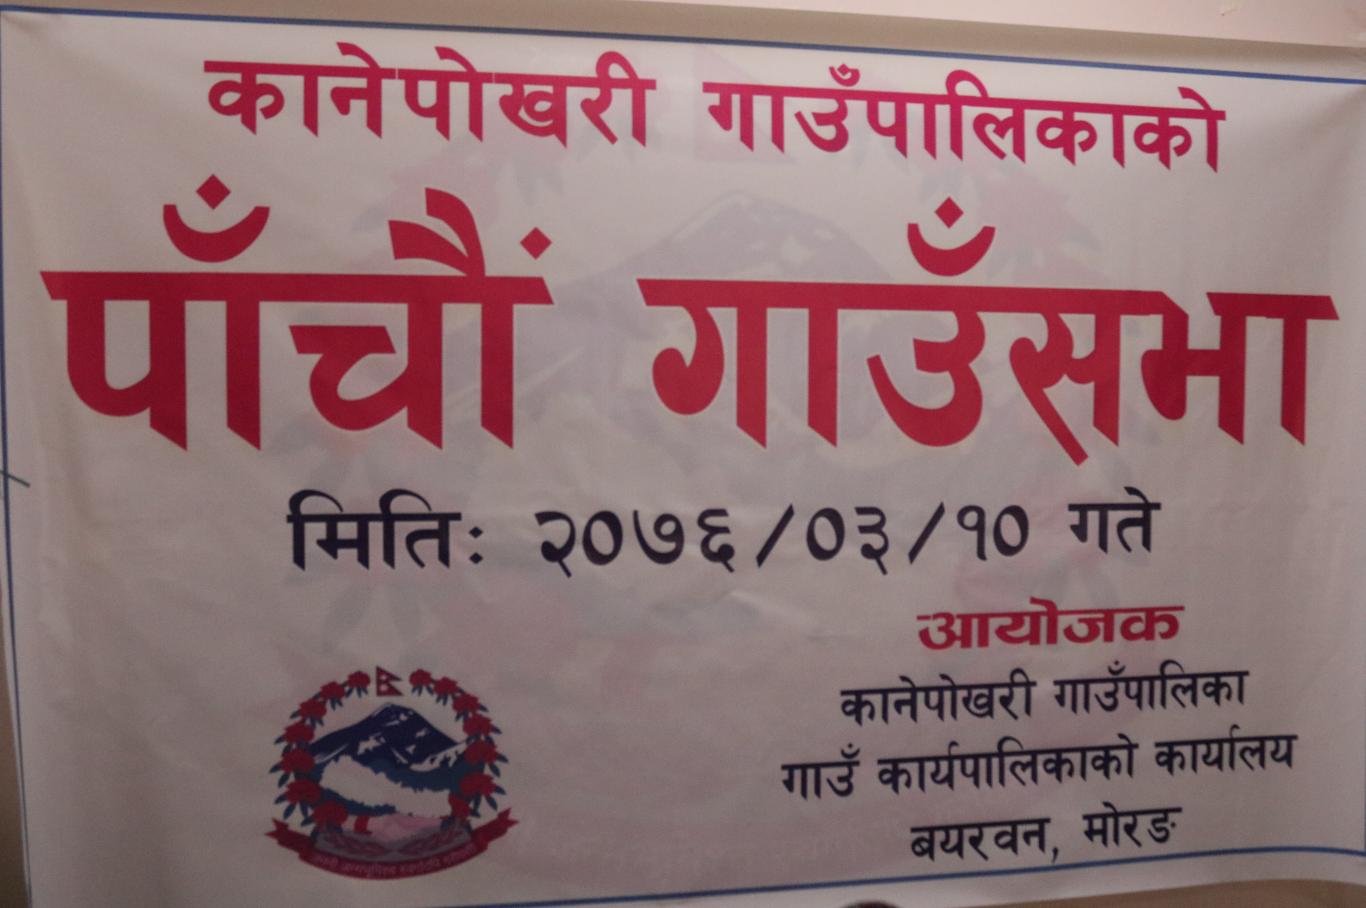 कानेपोखरी गाउँपालिकाको
पाँचौं गाउँसभा
मितिः २०७६/०३/१० गते
आयोजक
कानेपोखरी गाउँपालिका
गाउँ कार्यपालिकाको कार्यालय
बयरवन, मोरङ